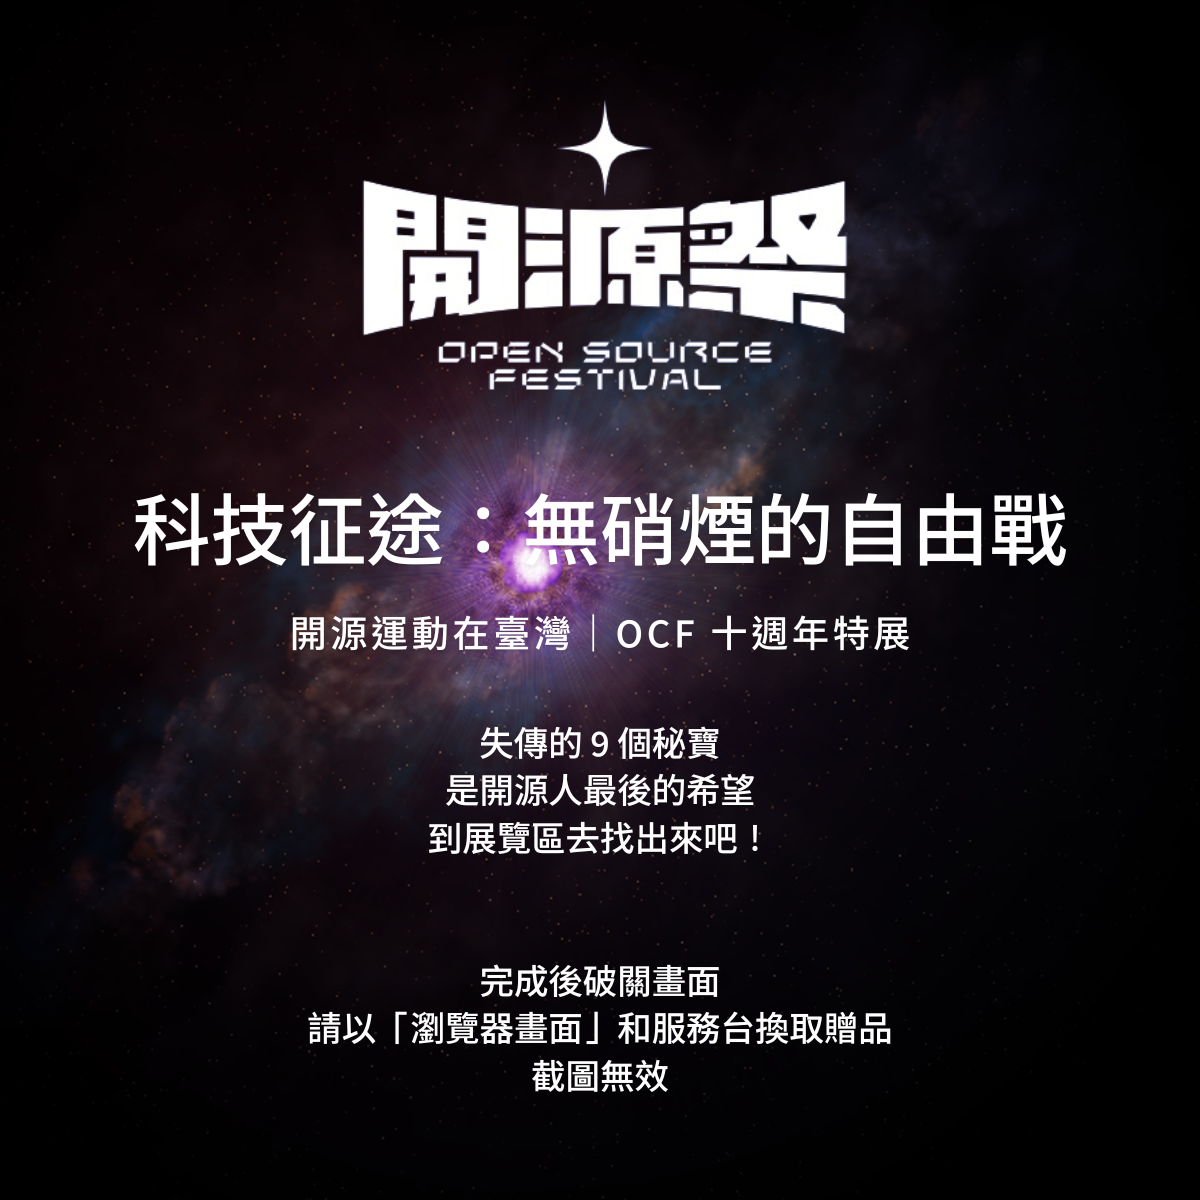 開源祭
OPEN SOURCE
FESTIVAL
科技征途：無硝煙的自由戰
開源運動在臺灣｜OCF 十週年特展
失傳的 9 個秘寶
是開源人最後的希望
到展覽區去找出來吧！
完成後破關畫面
請以「瀏覽器畫面」和服務台換取贈品
截圖無效